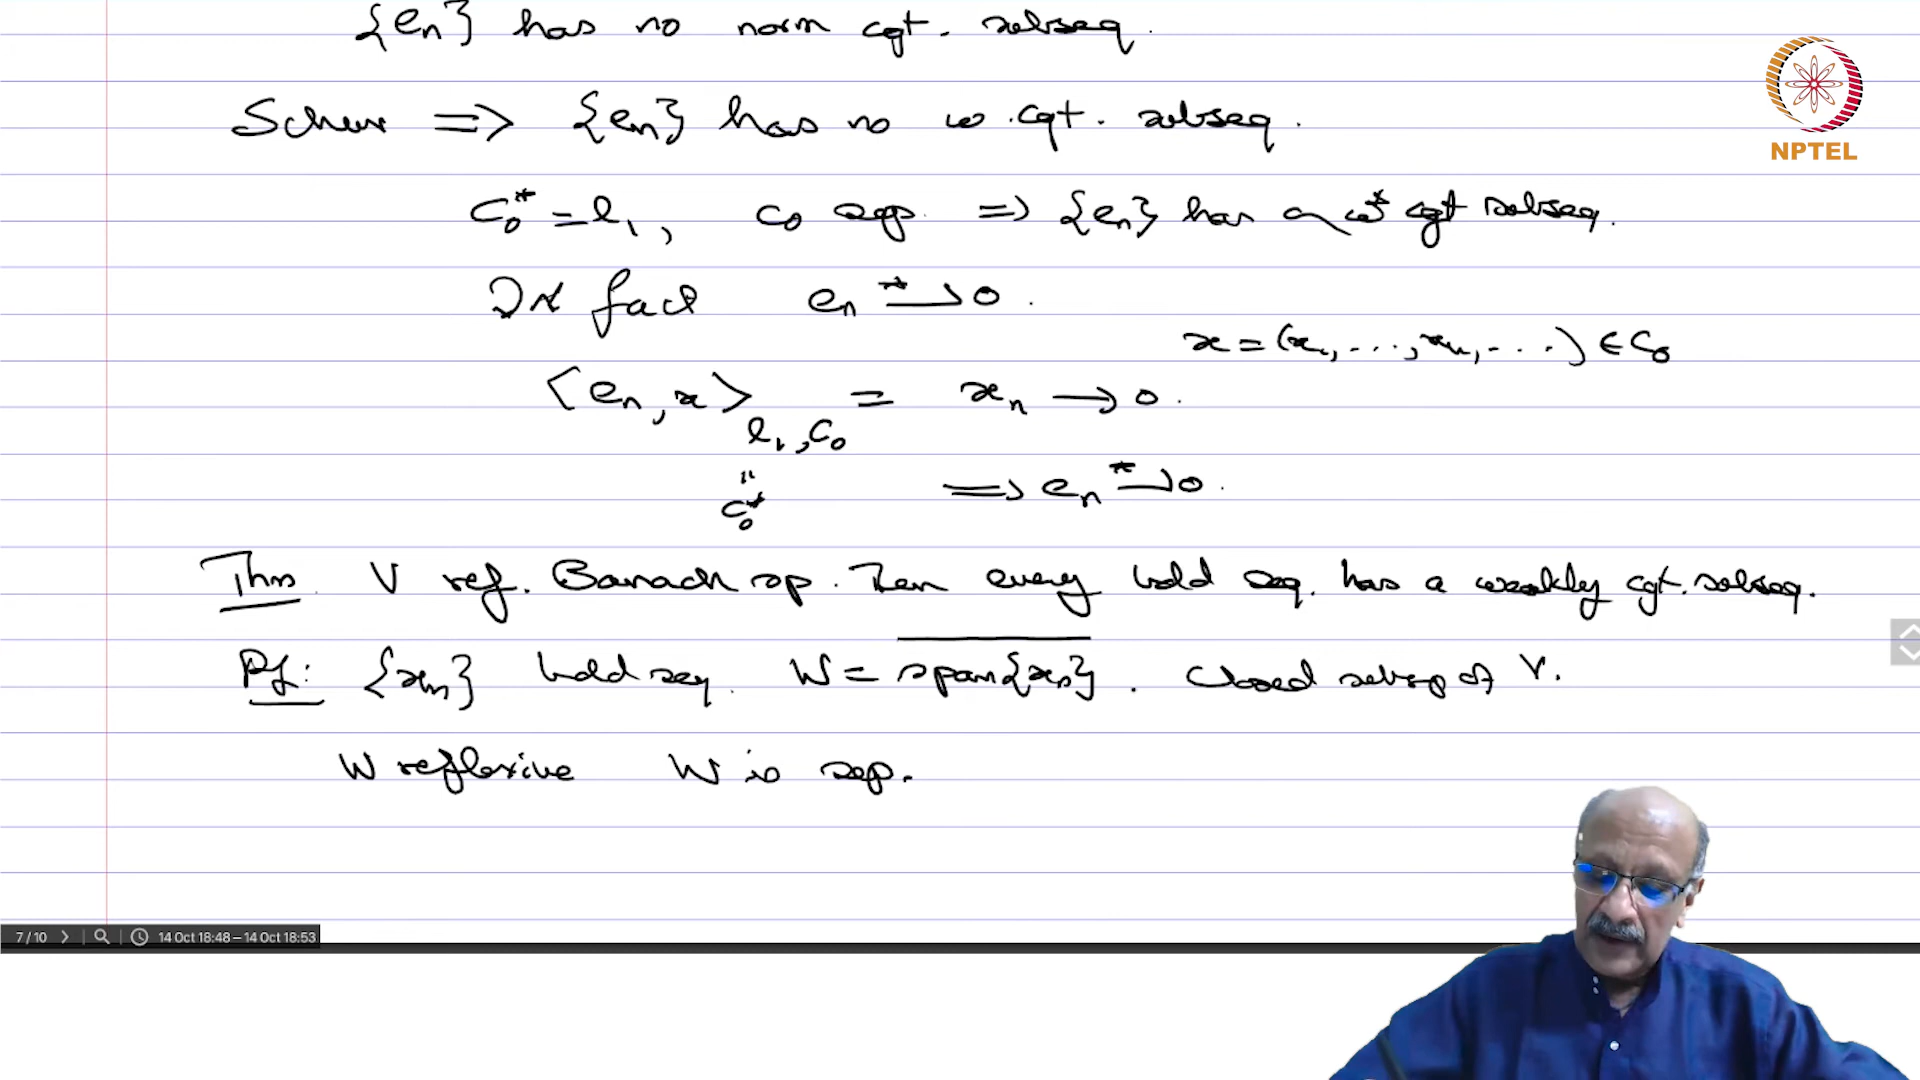 {eₙ} has no norm cgt. subseq.
Schur ⟹ {eₙ} has no w. cgt. subseq.
c₀* = l₁, c₀ sep. ⟹ {eₙ} has a w* cgt subseq.
In fact eₙ *⟶ 0.
x = (x₁, ..., xₙ, ...) ∈ c₀
⟨eₙ, x⟩ l₁, c₀ = xₙ ⟶ 0.
"
c₀*
⟹ eₙ *⟶ 0.
Thm. V ref. Banach sp. Then every bdd seq. has a weakly cgt. subseq.
Pf: {xₙ} bdd seq. W = span{xₙ}. Closed subsp of V.
W reflexive W is sep.
NPTEL
7 / 10 14 Oct 18:48 – 14 Oct 18:53